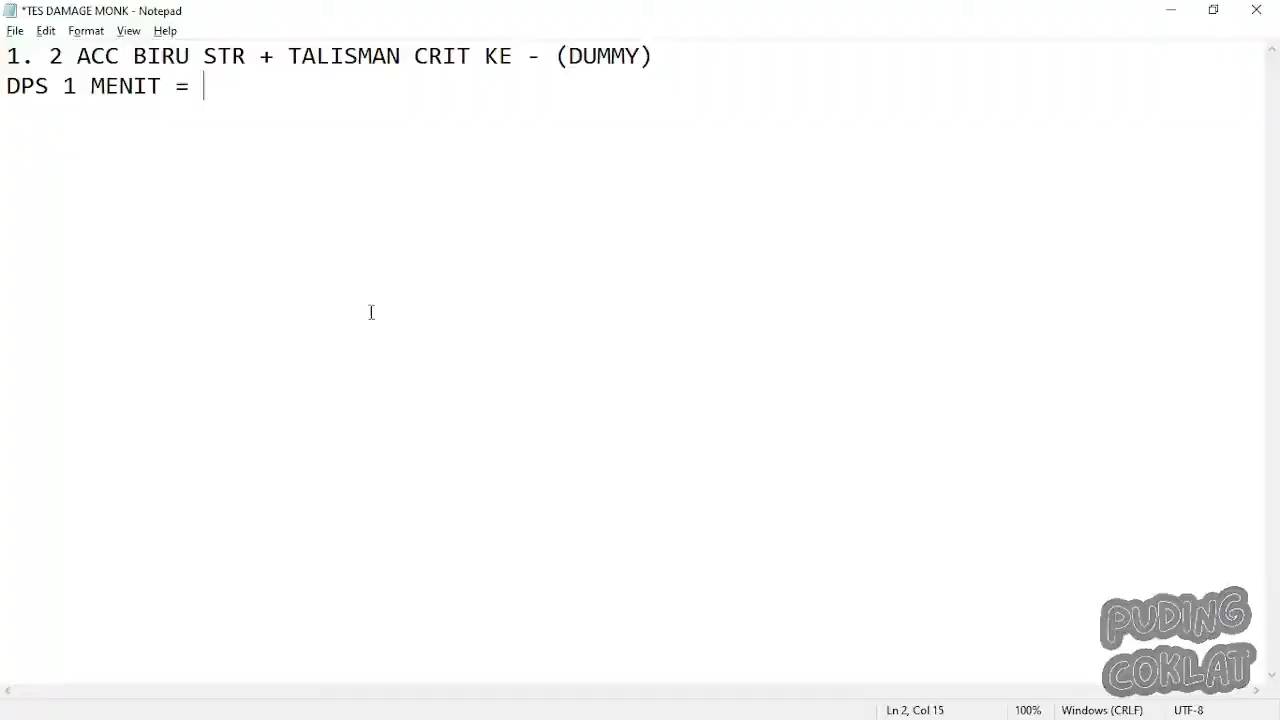 *TES DAMAGE MONK - Notepad
File Edit Format View Help
1. 2 ACC BIRU STR + TALISMAN CRIT KE - (DUMMY)
DPS 1 MENIT =
PUDING
COKLAT
Ln 2, Col 15 100% Windows (CRLF) UTF-8